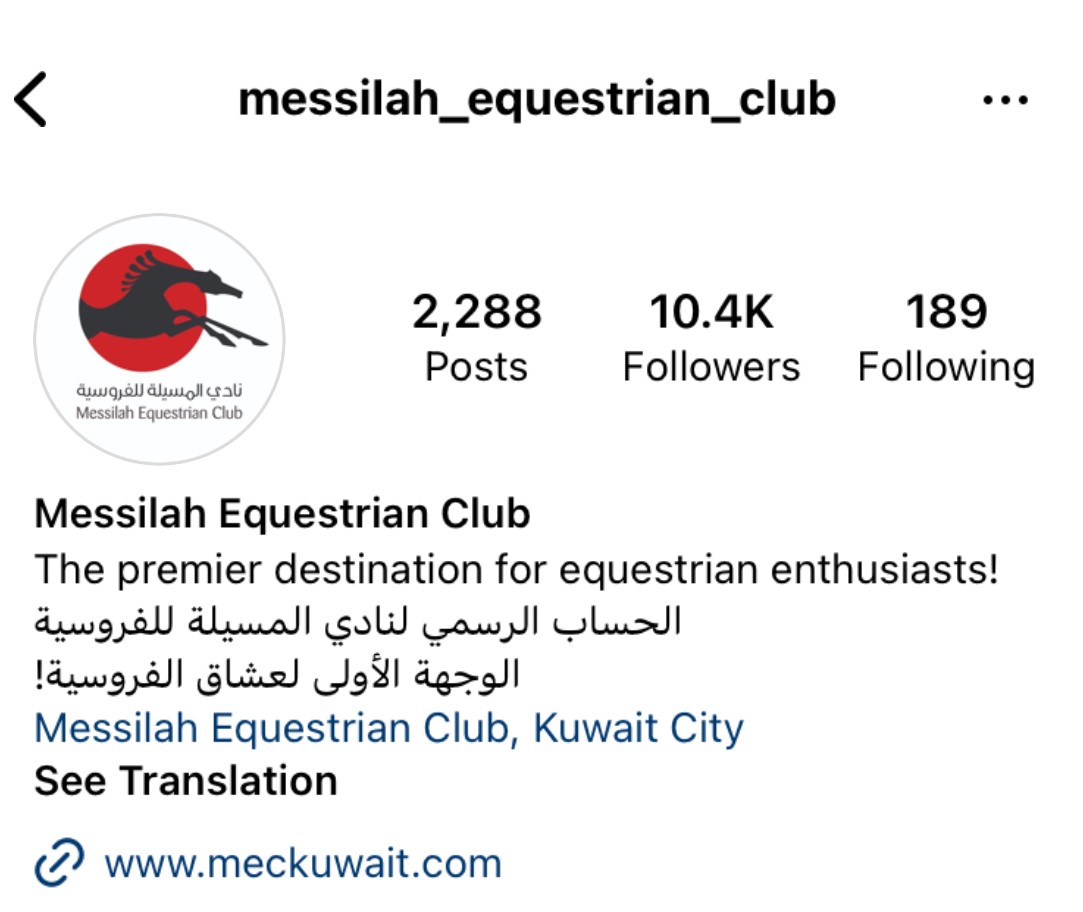 messilah_equestrian_club
نادي المسيلة للفروسية
Messilah Equestrian Club
2,288
Posts
10.4K
Followers
189
Following
Messilah Equestrian Club
The premier destination for equestrian enthusiasts!
الحساب الرسمي لنادي المسيلة للفروسية
الوجهة الأولى لعشاق الفروسية!
Messilah Equestrian Club, Kuwait City
See Translation
www.meckuwait.com